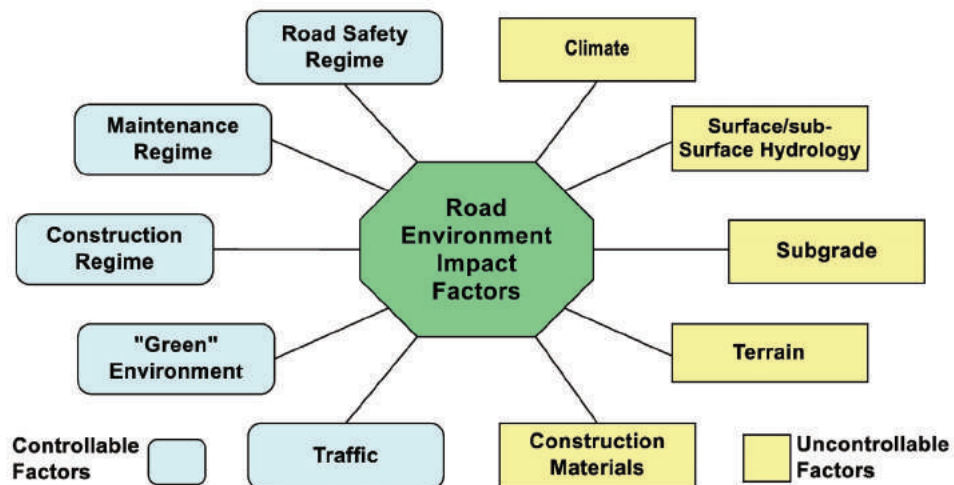 Road Safety
Regime
Climate
Maintenance
Regime
Surface/sub-
Surface Hydrology
Road
Environment
Impact
Factors
Construction
Regime
Subgrade
"Green"
Environment
Terrain
Controllable
Factors
Traffic
Construction
Materials
Uncontrollable
Factors